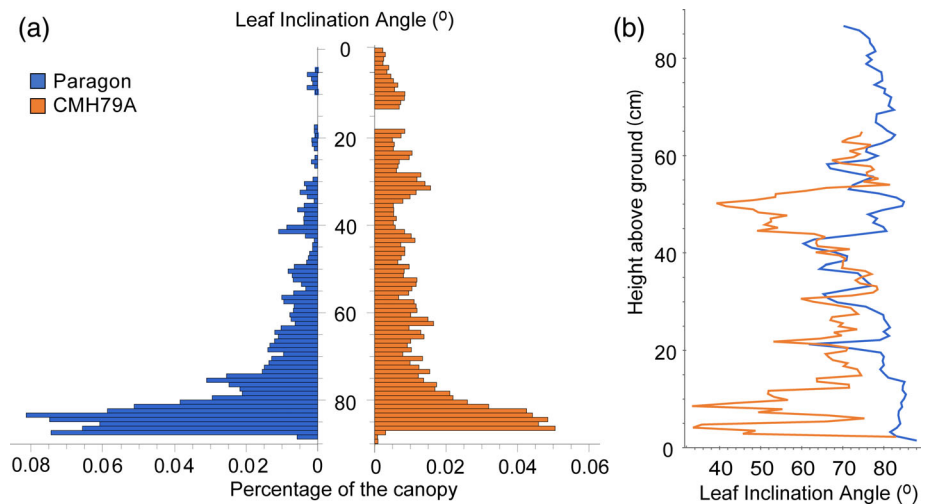 (a)
Leaf Inclination Angle (⁰)
Paragon
CMH79A
0
20
40
60
80
0.08 0.06 0.04 0.02 0
0 0.02 0.04 0.06
Percentage of the canopy
(b)
Height above ground (cm)
80
60
40
20
0
40 50 60 70 80
Leaf Inclination Angle (⁰)